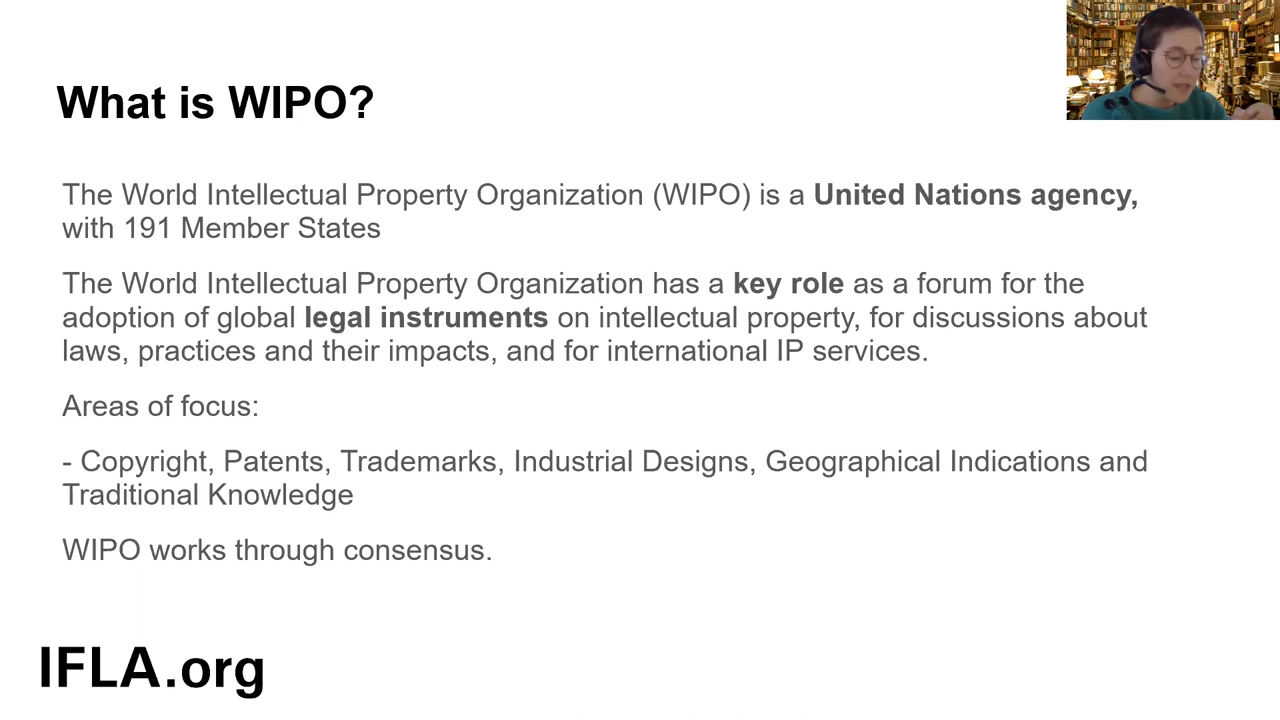 What is WIPO?
The World Intellectual Property Organization (WIPO) is a United Nations agency,
with 191 Member States
The World Intellectual Property Organization has a key role as a forum for the
adoption of global legal instruments on intellectual property, for discussions about
laws, practices and their impacts, and for international IP services.
Areas of focus:
- Copyright, Patents, Trademarks, Industrial Designs, Geographical Indications and
Traditional Knowledge
WIPO works through consensus.
IFLA.org